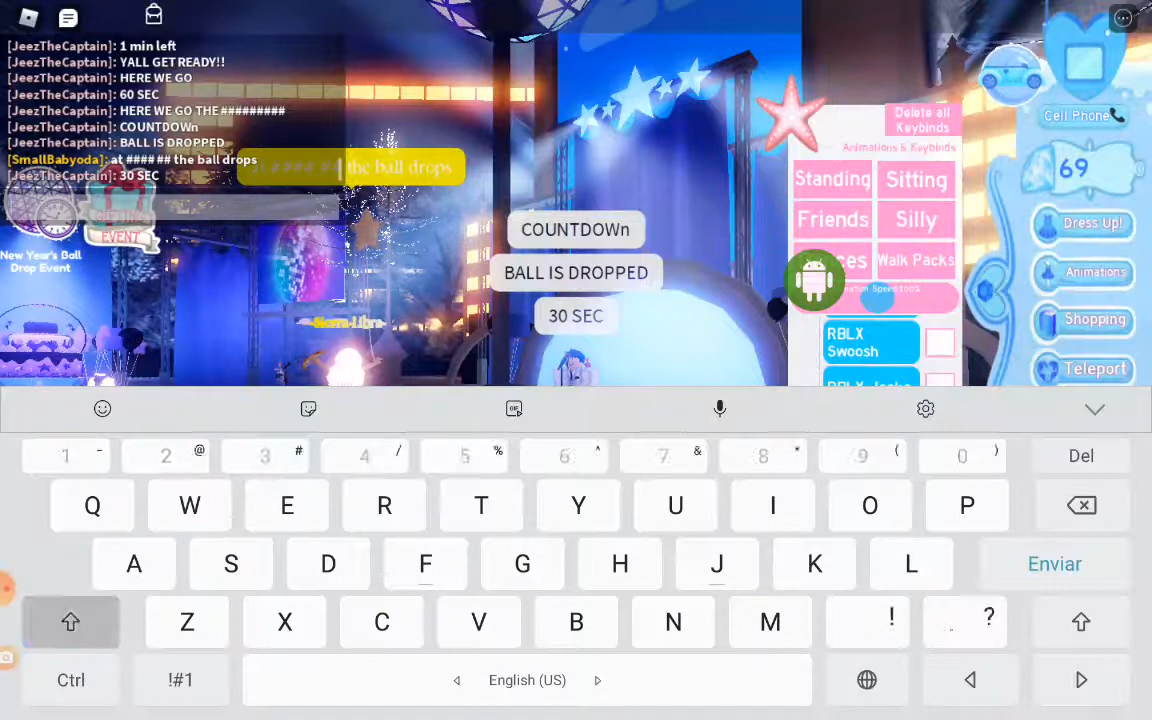 [JeezTheCaptain]: 1 min left
[JeezTheCaptain]: YALL GET READY!!
[JeezTheCaptain]: HERE WE GO
[JeezTheCaptain]: 60 SEC
[JeezTheCaptain]: HERE WE GO THE #########
[JeezTheCaptain]: COUNTDOWn
[JeezTheCaptain]: BALL IS DROPPED
[SmallBabyoda]: at ###### the ball drops
[JeezTheCaptain]: 30 SEC
the ball drops
EVENT
New Year's Ball
Drop Event
COUNTDOWn
BALL IS DROPPED
30 SEC
Delete all
Keybinds
Animations & Keybinds
Standing
Sitting
Friends
Silly
Walk Packs
RBLX
Swoosh
Cell Phone
69
Dress Up!
Animations
Shopping
Teleport
GIF
1 - 2 @ 3 # 4 / 5 % 6 ^ 7 & 8 * 9 ( 0 ) Del
Q W E R T Y U I O P
A S D F G H J K L Enviar
Z X C V B N M ! . ?
Ctrl !#1 English (US)